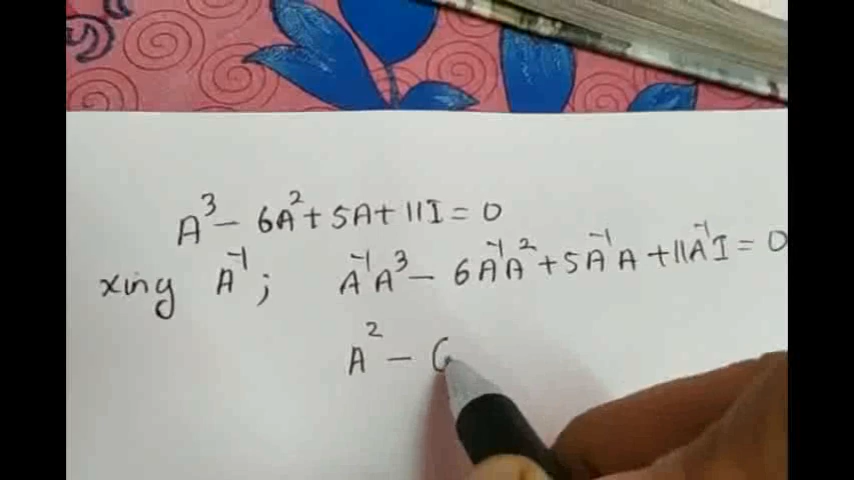 A³ - 6A² + 5A + 11I = 0
xing A⁻¹; A⁻¹A³ - 6A⁻¹A² + 5A⁻¹A + 11A⁻¹I = 0
A² - 6